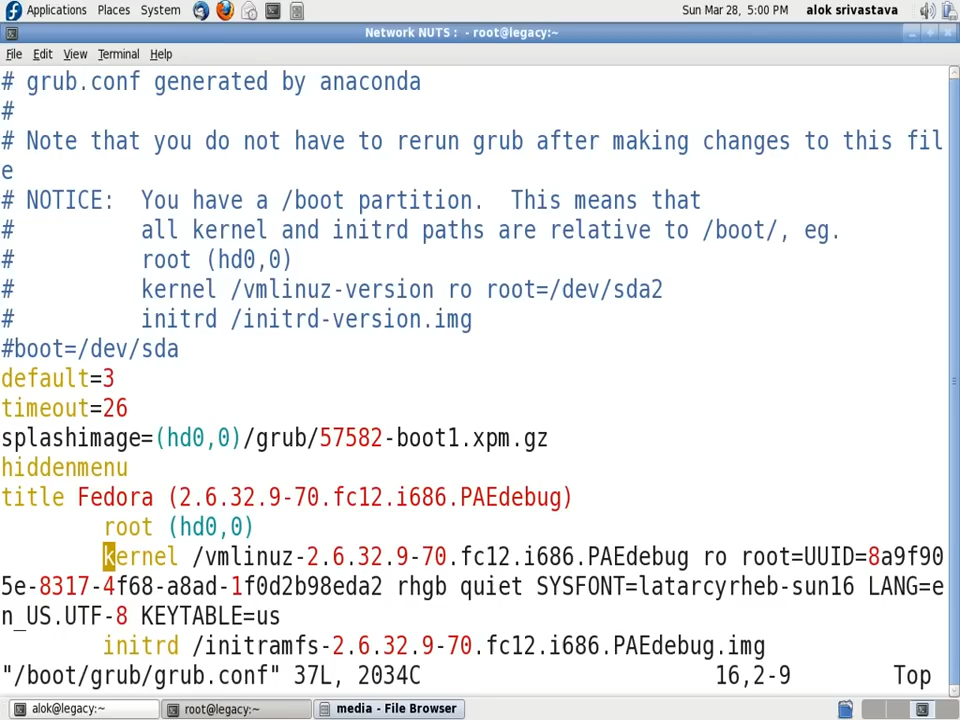 Applications Places System Sun Mar 28, 5:00 PM alok srivastava
Network NUTS : - root@legacy:~
File Edit View Terminal Help
# grub.conf generated by anaconda
#
# Note that you do not have to rerun grub after making changes to this fil
e
# NOTICE:  You have a /boot partition.  This means that
#          all kernel and initrd paths are relative to /boot/, eg.
#          root (hd0,0)
#          kernel /vmlinuz-version ro root=/dev/sda2
#          initrd /initrd-version.img
#boot=/dev/sda
default=3
timeout=26
splashimage=(hd0,0)/grub/57582-boot1.xpm.gz
hiddenmenu
title Fedora (2.6.32.9-70.fc12.i686.PAEdebug)
        root (hd0,0)
        kernel /vmlinuz-2.6.32.9-70.fc12.i686.PAEdebug ro root=UUID=8a9f90
5e-8317-4f68-a8ad-1f0d2b98eda2 rhgb quiet SYSFONT=latarcyrheb-sun16 LANG=e
n_US.UTF-8 KEYTABLE=us
        initrd /initramfs-2.6.32.9-70.fc12.i686.PAEdebug.img
"/boot/grub/grub.conf" 37L, 2034C 16,2-9 Top
alok@legacy:~ root@legacy:~ media - File Browser